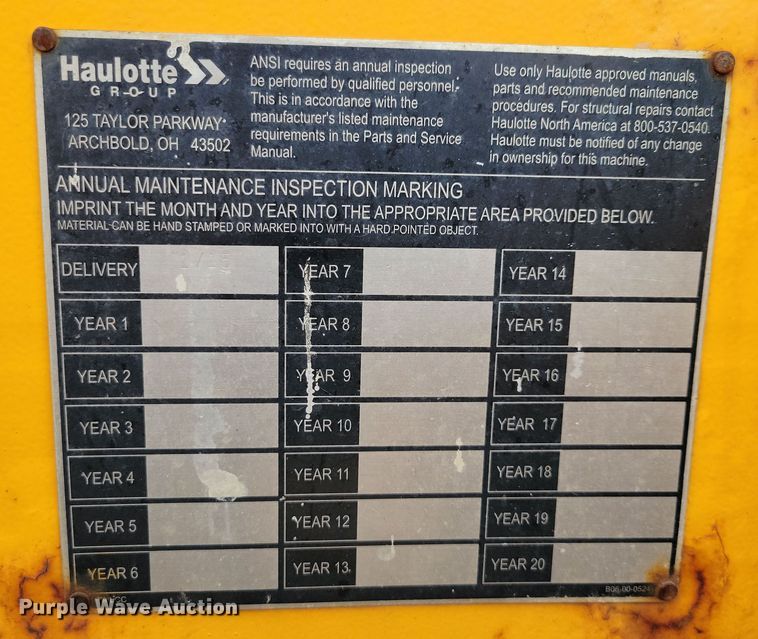 Haulotte
GROUP
125 TAYLOR PARKWAY
ARCHBOLD, OH 43502
ANSI requires an annual inspection
be performed by qualified personnel.
This is in accordance with the
manufacturer's listed maintenance
requirements in the Parts and Service
Manual.
Use only Haulotte approved manuals,
parts and recommended maintenance
procedures. For structural repairs contact
Haulotte North America at 800-537-0540.
Haulotte must be notified of any change
in ownership for this machine.
ANNUAL MAINTENANCE INSPECTION MARKING
IMPRINT THE MONTH AND YEAR INTO THE APPROPRIATE AREA PROVIDED BELOW.
MATERIAL CAN BE HAND STAMPED OR MARKED INTO WITH A HARD POINTED OBJECT.
DELIVERY
YEAR 1
YEAR 2
YEAR 3
YEAR 4
YEAR 5
YEAR 6
YEAR 7
YEAR 8
YEAR 9
YEAR 10
YEAR 11
YEAR 12
YEAR 13
YEAR 14
YEAR 15
YEAR 16
YEAR 17
YEAR 18
YEAR 19
YEAR 20
B06-00-0524
Purple Wave Auction